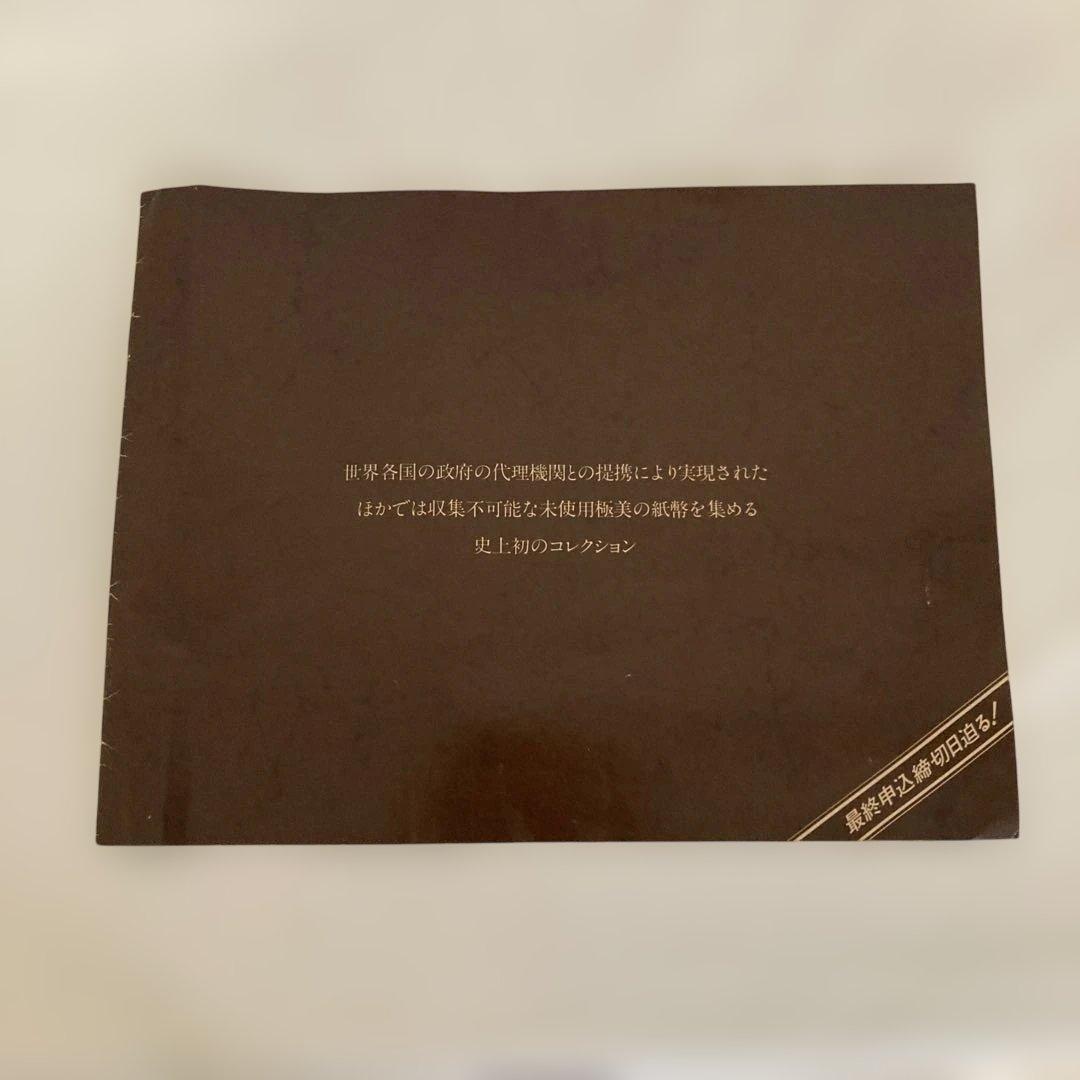 世界各国の政府の代理機関との提携により実現された
ほかでは収集不可能な未使用極美の紙幣を集める
史上初のコレクション
最終申込締切日迫る!